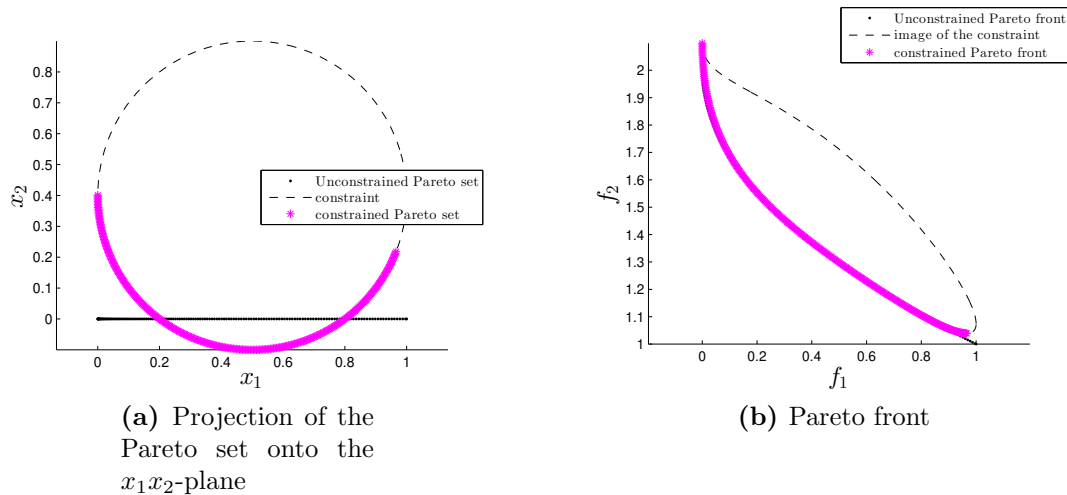 0.8
0.7
0.6
0.5
0.4
0.3
0.2
0.1
0
x₂
0 0.2 0.4 0.6 0.8 1
x₁
Unconstrained Pareto set
constraint
constrained Pareto set
(a) Projection of the
Pareto set onto the
x₁x₂-plane
Unconstrained Pareto front
image of the constraint
constrained Pareto front
2
1.9
1.8
1.7
1.6
1.5
1.4
1.3
1.2
1.1
1
f₂
0 0.2 0.4 0.6 0.8 1
f₁
(b) Pareto front